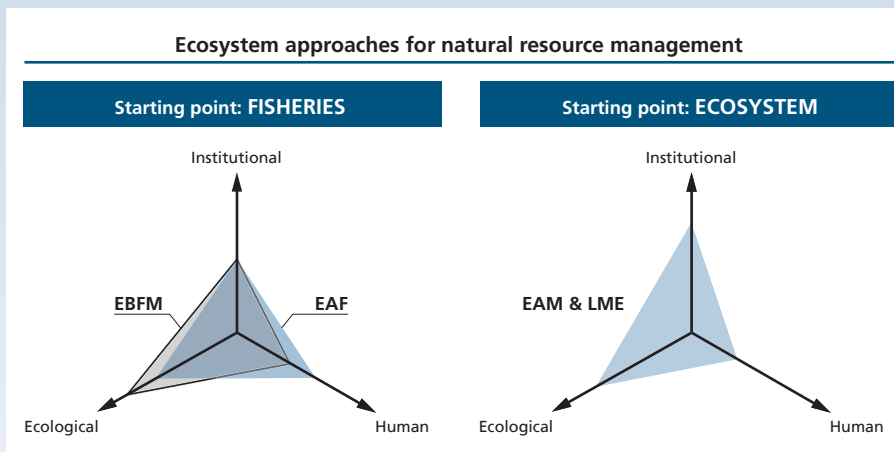 Ecosystem approaches for natural resource management
Starting point: FISHERIES
Institutional
EBFM
EAF
Ecological
Human
Starting point: ECOSYSTEM
Institutional
EAM & LME
Ecological
Human